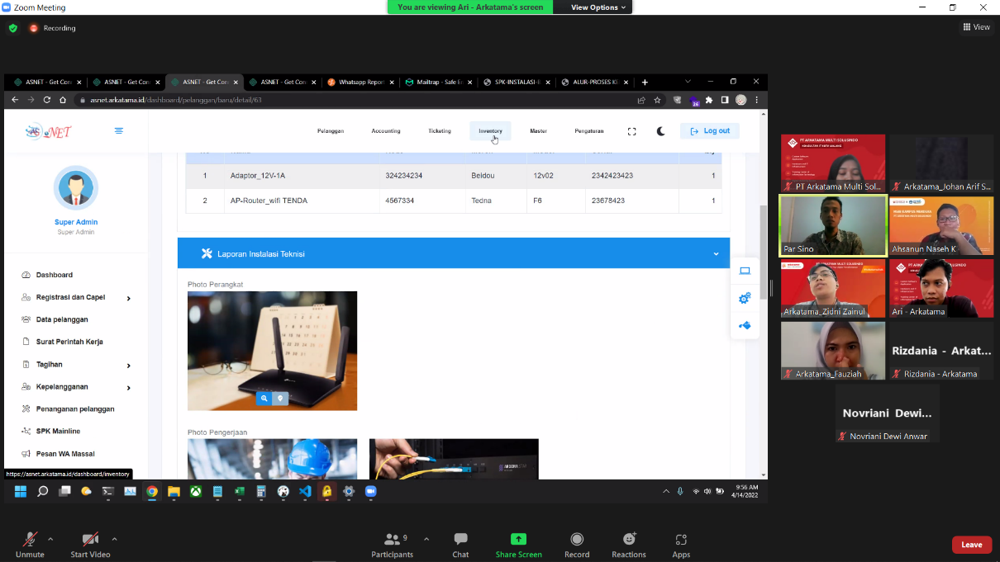 Zoom Meeting
You are viewing Ari - Arkatama's screen
View Options
Recording
View
ASNET - Get Con
ASNET - Get Con
ASNET - Get Con
ASNET - Get Con
Whatsapp Report
Mailtrap - Safe E
SPK-INSTALASI-E
ALUR-PROSES KE
asnet.arkatama.id/dashboard/pelanggan/baru/detail/63
26
AS NET
Pelanggan
Accounting
Ticketing
Inventory
Master
Pengaturan
Log out
1 Adaptor_12V-1A 324234234 Beldou 12v02 2342423423 1
2 AP-Router_wifi TENDA 4567334 Tedna F6 23678423 1
Super Admin
Super Admin
Dashboard
Registrasi dan Capel
Data pelanggan
Surat Perintah Kerja
Tagihan
Kepelangganan
Penanganan pelanggan
SPK Mainline
Pesan WA Massal
Laporan Instalasi Teknisi
Photo Perangkat
Photo Pengerjaan
https://asnet.arkatama.id/dashboard/inventory
9:56 AM
4/14/2022
PT ARKATAMA MULTI SOLUSINDO
PT Arkatama Multi Sol...
Arkatama_Johan Arif S...
Par Sino
Ahsanun Naseh K
Arkatama_Zidni Zainul
Ari - Arkatama
Arkatama_Fauziah
Rizdania - Arkat...
Rizdania - Arkatama
Novriani Dewi...
Novriani Dewi Anwar
Unmute
Start Video
9
Participants
Chat
Share Screen
Record
Reactions
Apps
Leave